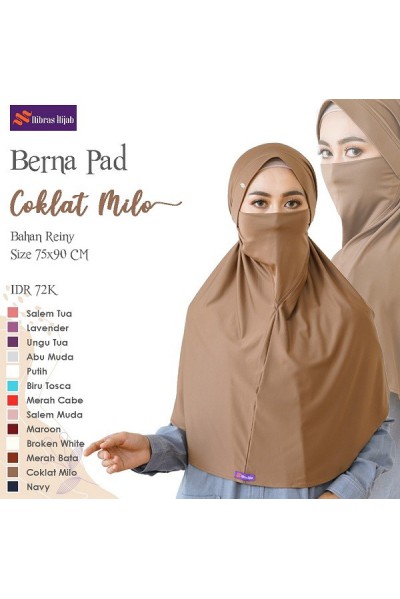 Nibras Hijab
Berna Pad
Coklat Milo
Bahan Reiny
Size 75x90 CM
IDR 72K
Salem Tua
Lavender
Ungu Tua
Abu Muda
Putih
Biru Tosca
Merah Cabe
Salem Muda
Maroon
Broken White
Merah Bata
Coklat Milo
Navy